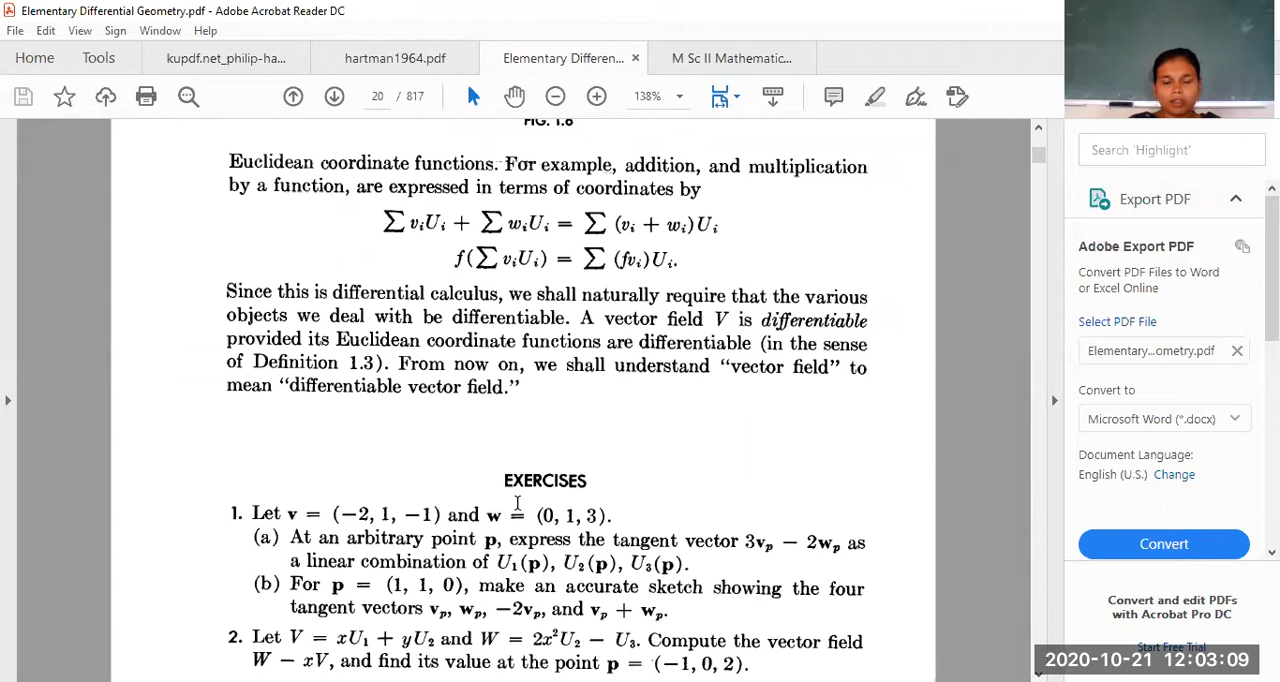 Elementary Differential Geometry.pdf - Adobe Acrobat Reader DC
File Edit View Sign Window Help
Home Tools kupdf.net_philip-ha... hartman1964.pdf Elementary Differen... × M Sc II Mathematic...
20 / 817 138%
FIG. 1.6
Euclidean coordinate functions. For example, addition, and multiplication
by a function, are expressed in terms of coordinates by
∑ vᵢUᵢ + ∑ wᵢUᵢ = ∑ (vᵢ + wᵢ)Uᵢ
f(∑ vᵢUᵢ) = ∑ (fvᵢ)Uᵢ.
Since this is differential calculus, we shall naturally require that the various
objects we deal with be differentiable. A vector field V is differentiable
provided its Euclidean coordinate functions are differentiable (in the sense
of Definition 1.3). From now on, we shall understand “vector field” to
mean “differentiable vector field.”
EXERCISES
1. Let v = (−2, 1, −1) and w = (0, 1, 3).
(a) At an arbitrary point p, express the tangent vector 3vₚ − 2wₚ as
a linear combination of U₁(p), U₂(p), U₃(p).
(b) For p = (1, 1, 0), make an accurate sketch showing the four
tangent vectors vₚ, wₚ, −2vₚ, and vₚ + wₚ.
2. Let V = xU₁ + yU₂ and W = 2x²U₂ − U₃. Compute the vector field
W − xV, and find its value at the point p = (−1, 0, 2).
Search 'Highlight'
Export PDF
Adobe Export PDF
Convert PDF Files to Word
or Excel Online
Select PDF File
Elementary...ometry.pdf ×
Convert to
Microsoft Word (*.docx)
Document Language:
English (U.S.) Change
Convert
Convert and edit PDFs
with Acrobat Pro DC
Start Free Trial
2020-10-21 12:03:09